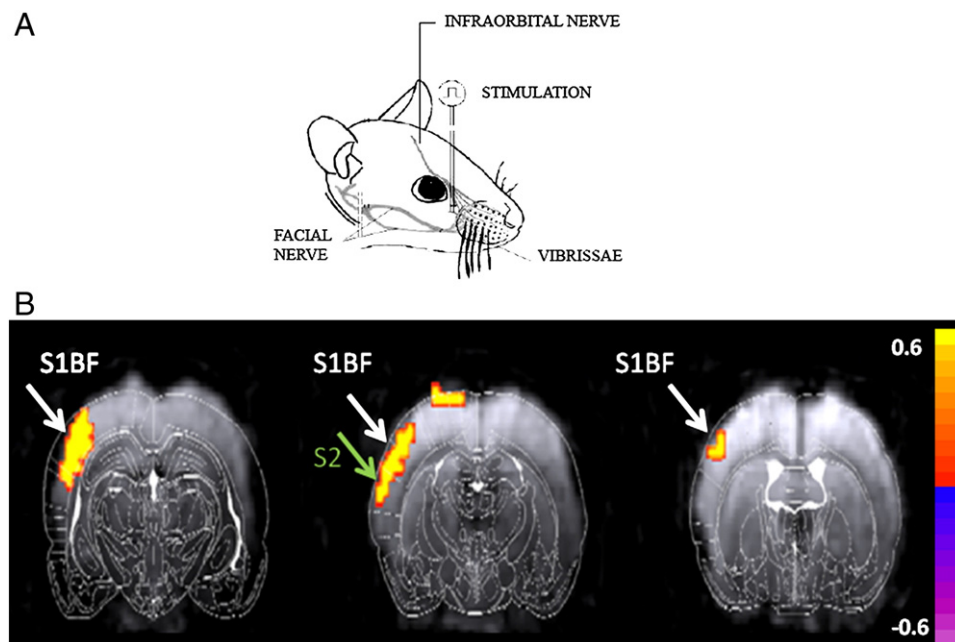 A
INFRAORBITAL NERVE
STIMULATION
FACIAL
NERVE
VIBRISSAE
B
S1BF
S1BF
S2
S1BF
0.6
-0.6